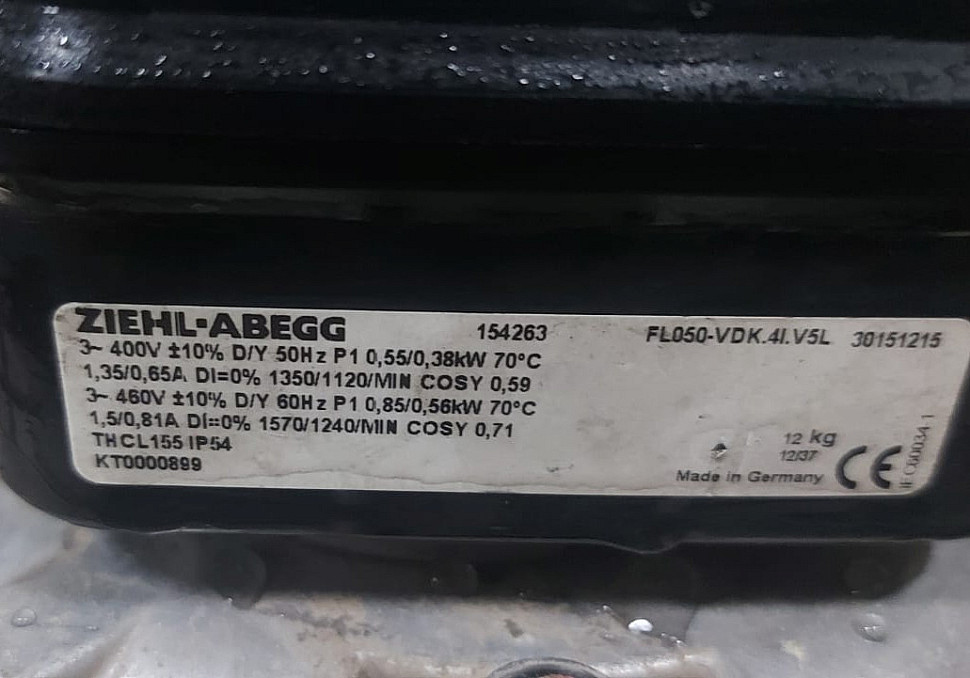 ZIEHL-ABEGG 154263 FL050-VDK.4I.V5L 30151215
3~ 400V ±10% D/Y 50Hz P1 0,55/0,38kW 70°C
1,35/0,65A DI=0% 1350/1120/MIN COSY 0,59
3~ 460V ±10% D/Y 60Hz P1 0,85/0,56kW 70°C
1,5/0,81A DI=0% 1570/1240/MIN COSY 0,71
THCL155 IP54
KT0000899
12 kg
12/37
Made in Germany CE
IEC60034-1